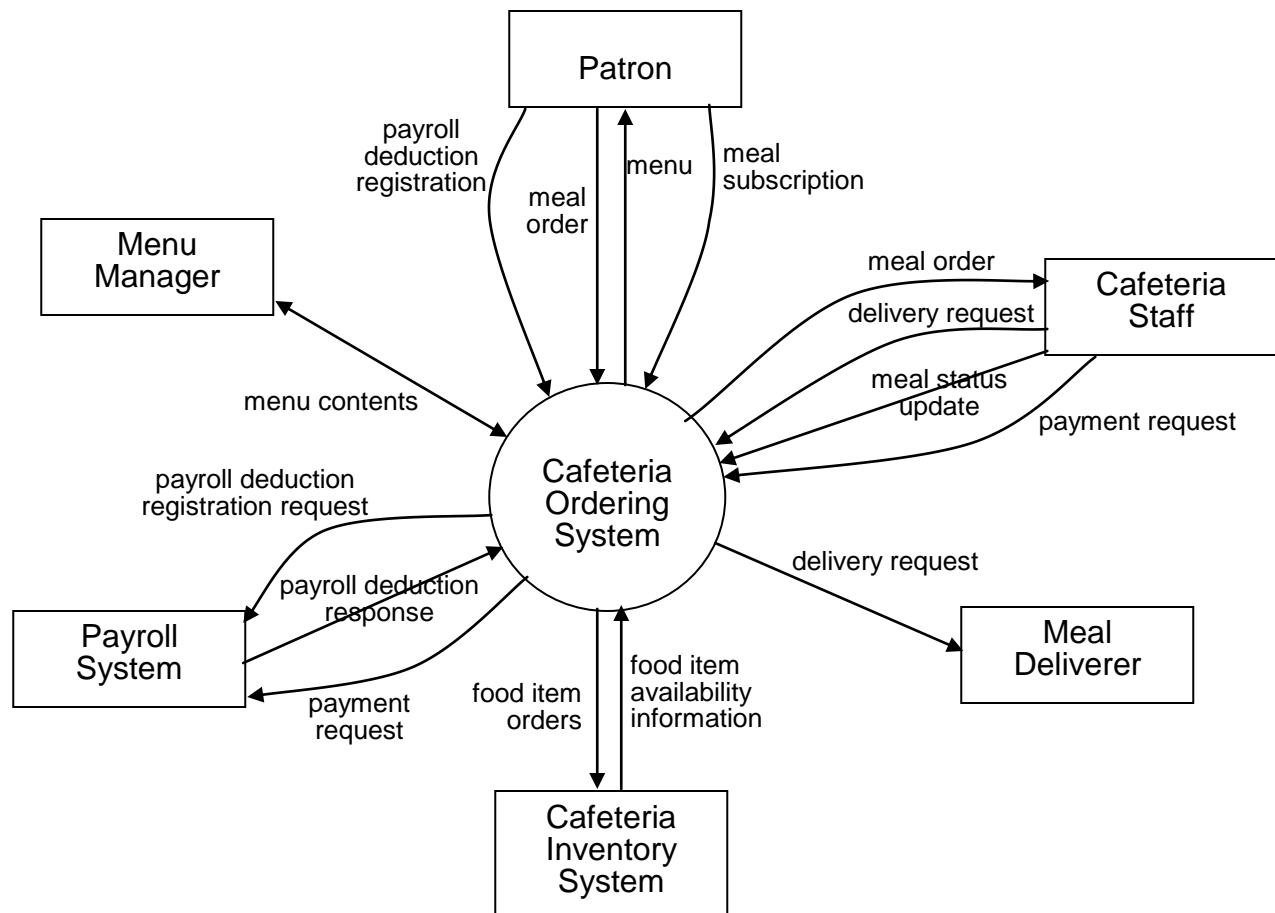 Patron
payroll
deduction
registration
meal
order
menu
meal
subscription
Menu
Manager
meal order
Cafeteria
Staff
delivery request
meal status
update
payment request
menu contents
Cafeteria
Ordering
System
payroll deduction
registration request
payroll deduction
response
delivery request
Payroll
System
Meal
Deliverer
payment
request
food item
orders
food item
availability
information
Cafeteria
Inventory
System